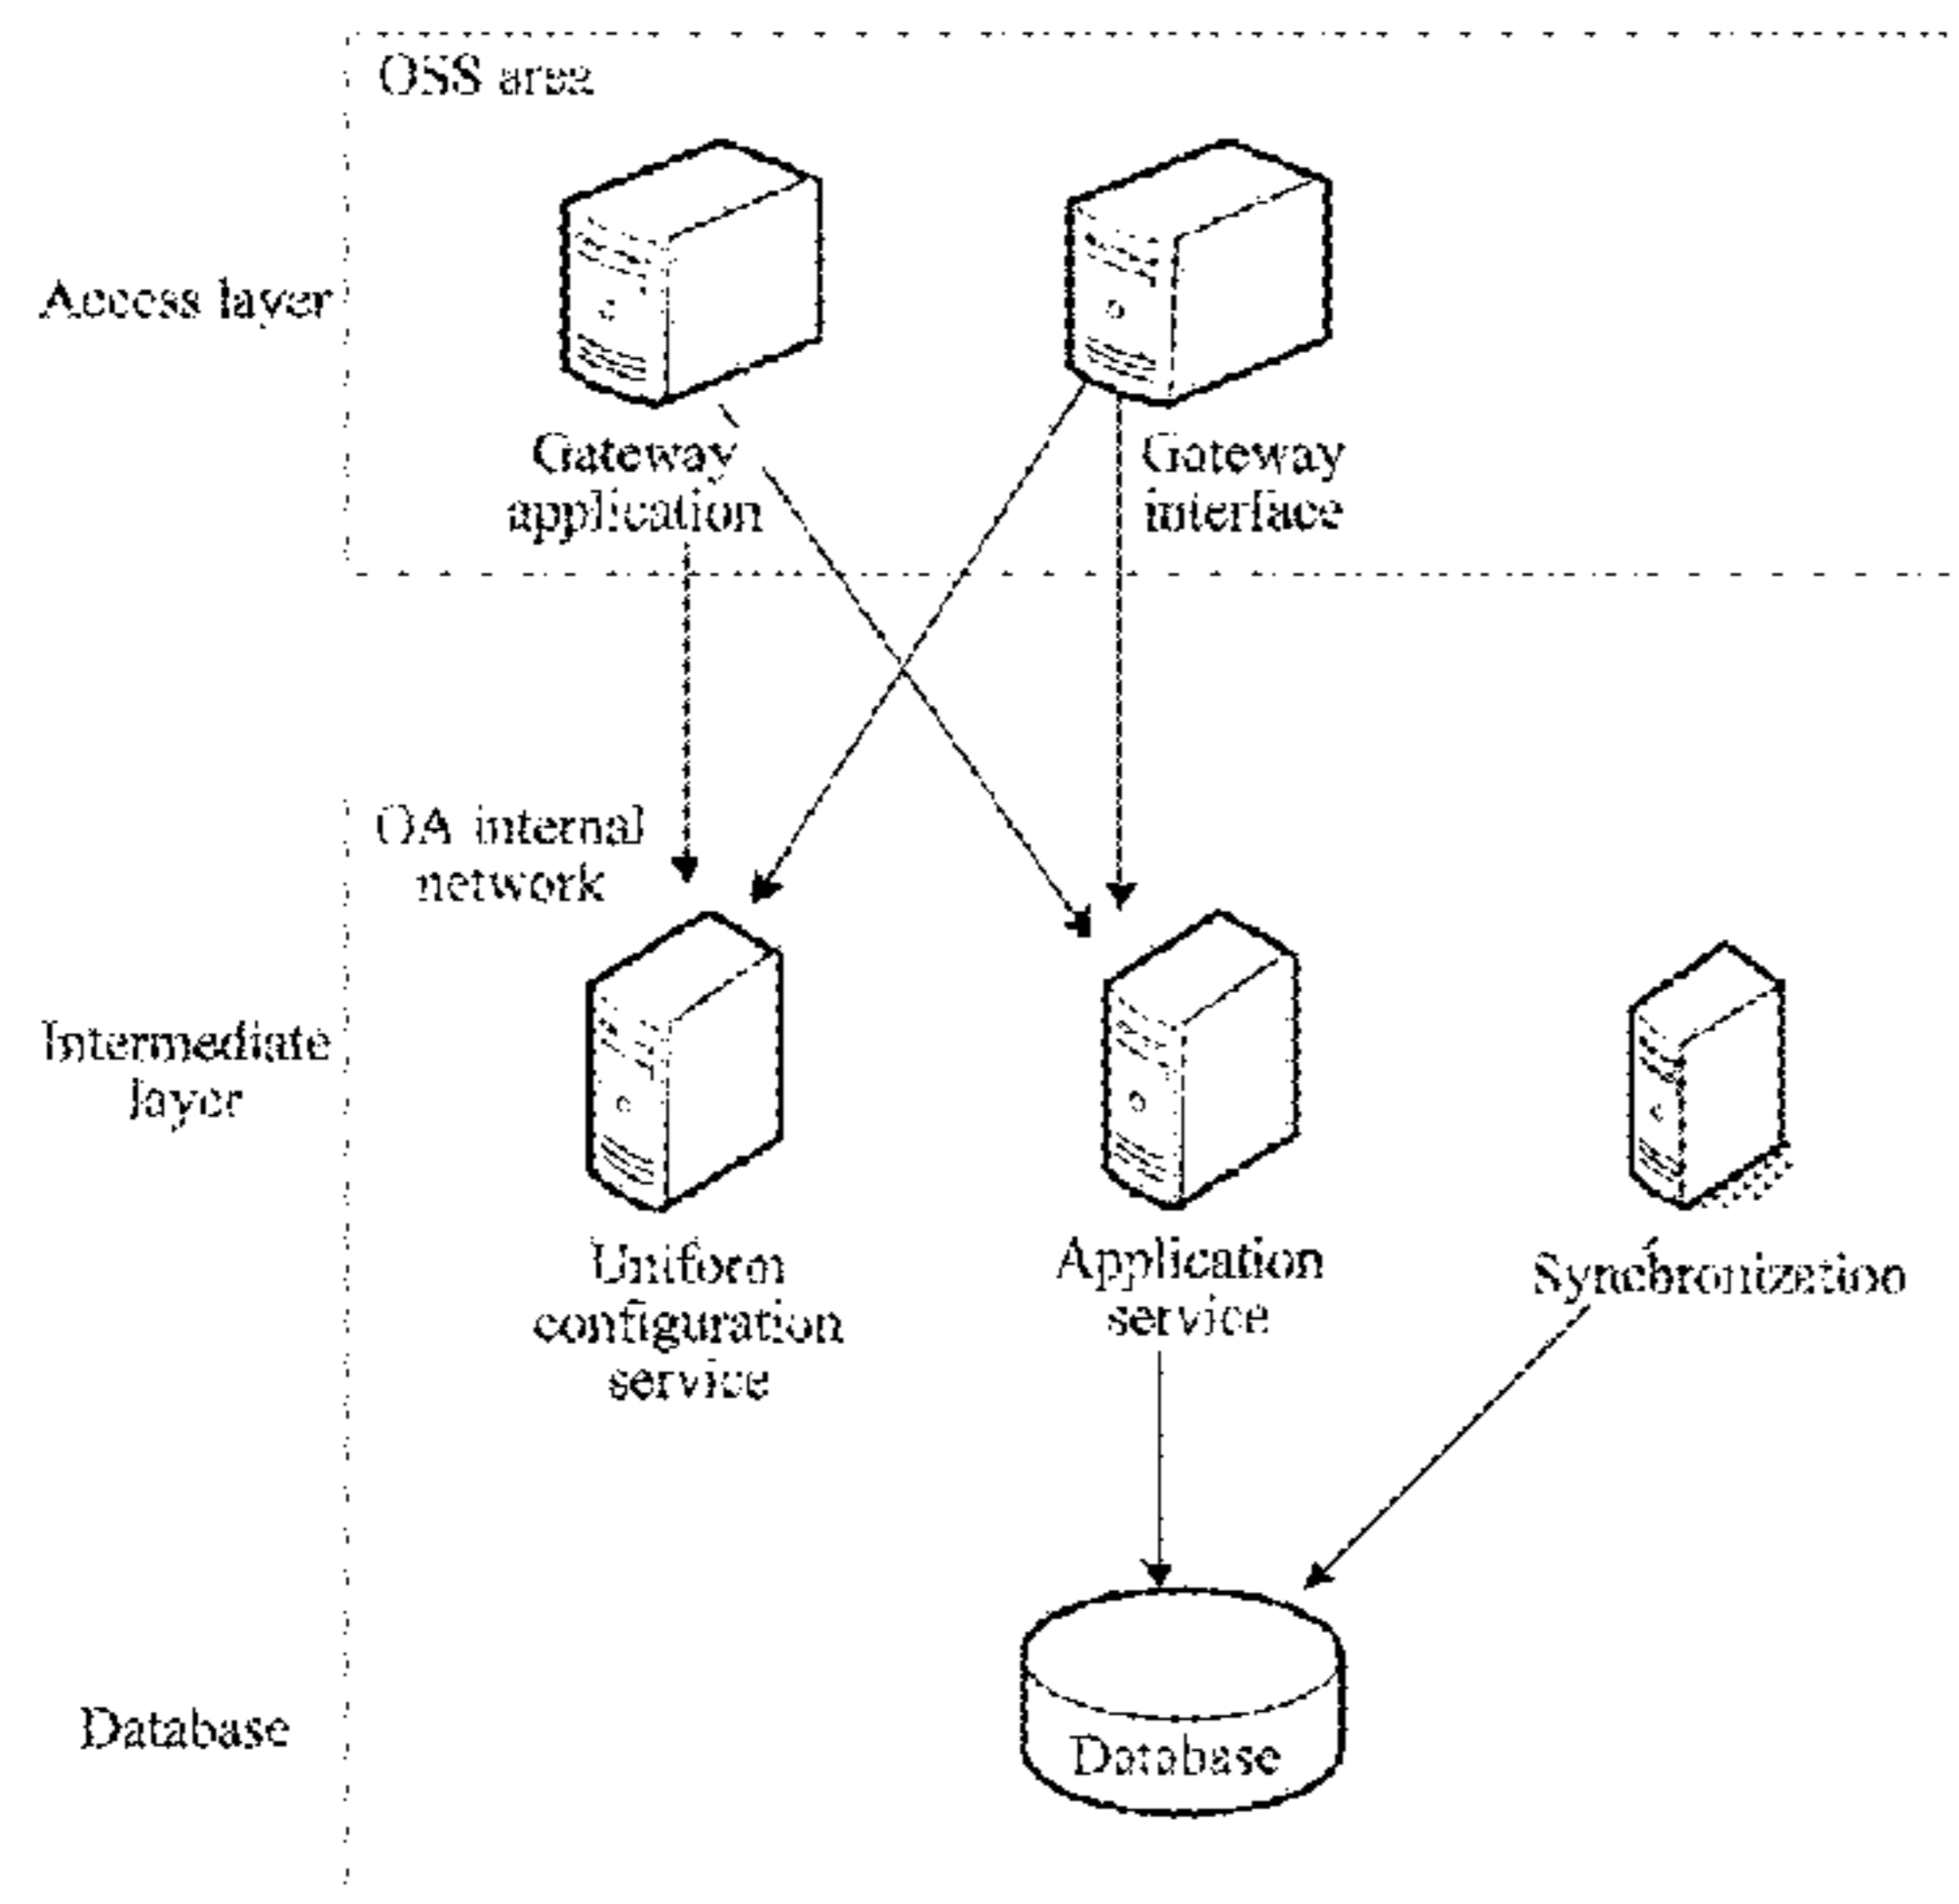 OSS area
Access layer
Gateway
application
Gateway
interface
OA internal
network
Intermediate
layer
Uniform
configuration
service
Application
service
Synchronization
Database
Database